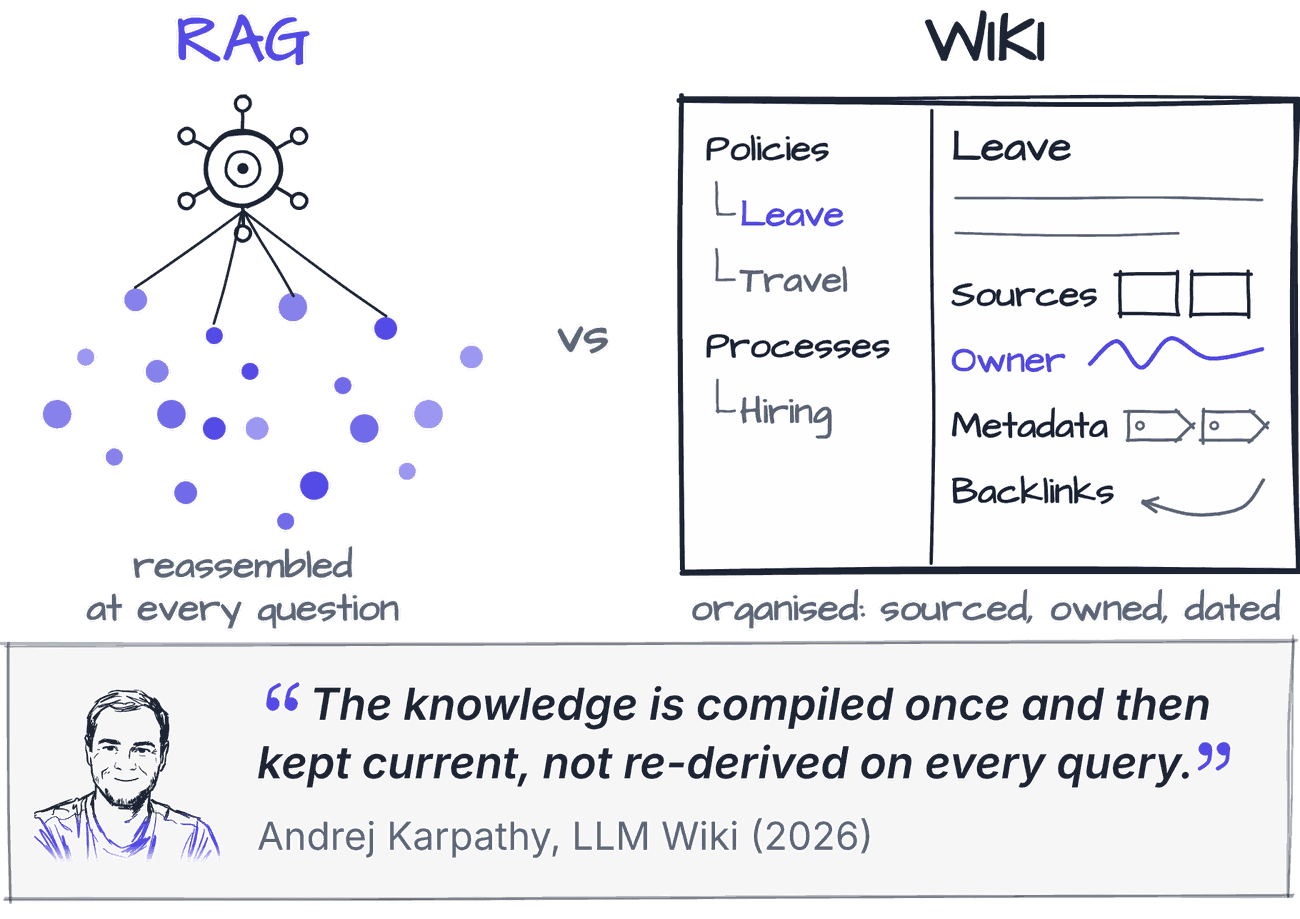 RAG
WIKI
Policies
Leave
Travel
Processes
Hiring
Leave
Sources
Owner
Metadata
Backlinks
vs
reassembled
at every question
organised: sourced, owned, dated
“The knowledge is compiled once and then
kept current, not re-derived on every query.”
Andrej Karpathy, LLM Wiki (2026)